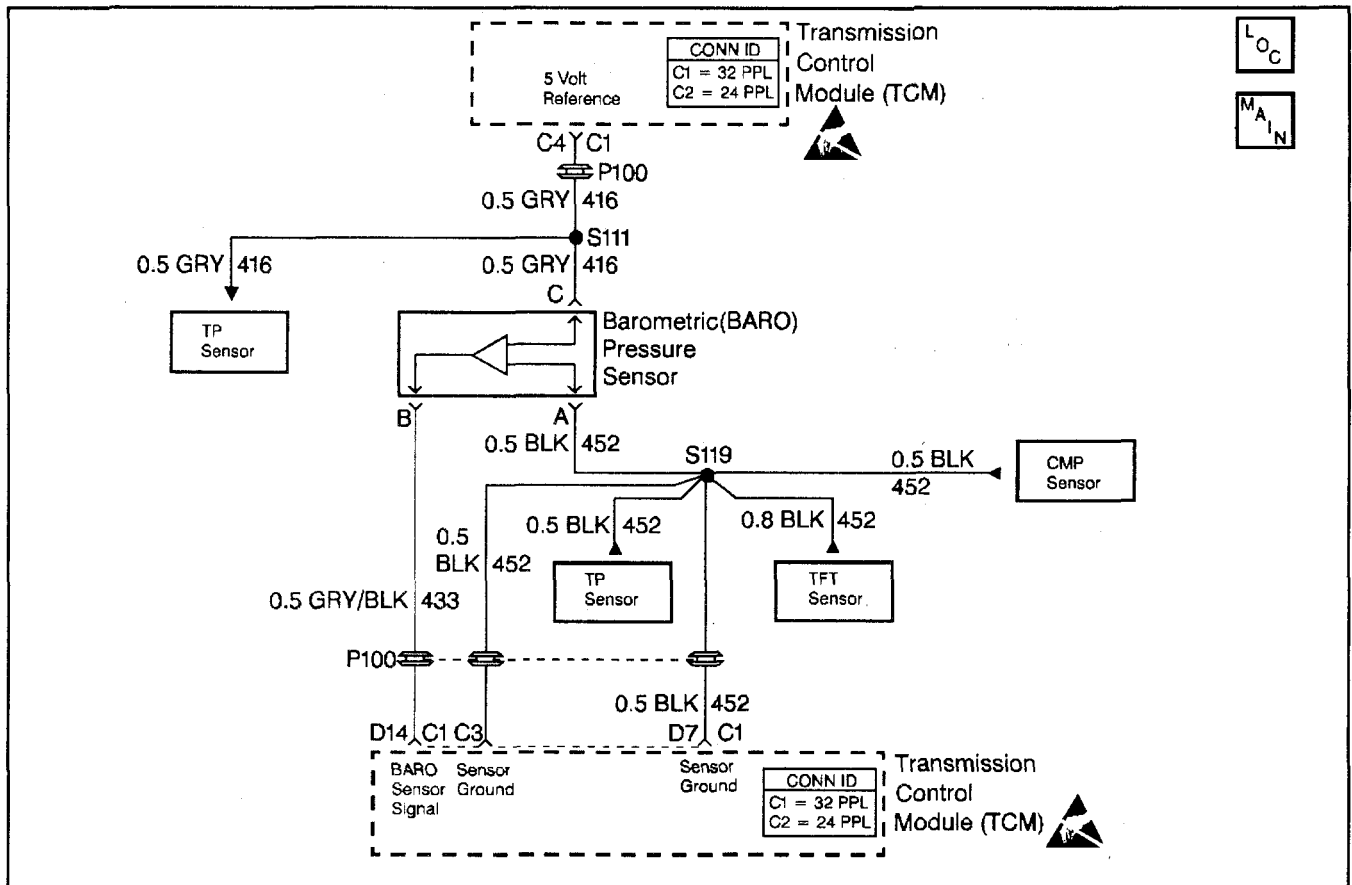 Transmission
Control
Module (TCM)
CONN ID
C1 = 32 PPL
C2 = 24 PPL
5 Volt
Reference
LOC
MAIN
C4 C1
P100
0.5 GRY 416
S111
0.5 GRY 416
0.5 GRY 416
C
TP
Sensor
Barometric(BARO)
Pressure
Sensor
B
A
0.5 BLK 452
S119
0.5 BLK
452
CMP
Sensor
0.5
BLK 452
0.5 BLK 452
0.8 BLK 452
TP
Sensor
TFT
Sensor
0.5 GRY/BLK 433
P100
0.5 BLK 452
D14 C1 C3 D7 C1
BARO
Sensor
Signal
Sensor
Ground
Sensor
Ground
CONN ID
C1 = 32 PPL
C2 = 24 PPL
Transmission
Control
Module (TCM)